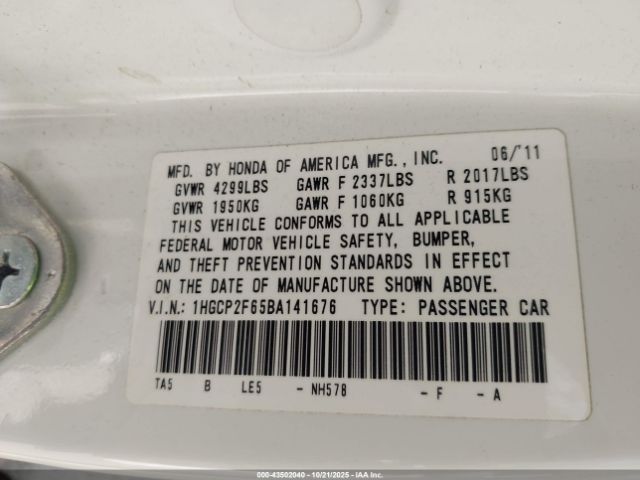 MFD. BY HONDA OF AMERICA MFG., INC. 06/'11
GVWR 4299LBS GAWR F 2337LBS R 2017LBS
GVWR 1950KG GAWR F 1060KG R 915KG
THIS VEHICLE CONFORMS TO ALL APPLICABLE
FEDERAL MOTOR VEHICLE SAFETY, BUMPER,
AND THEFT PREVENTION STANDARDS IN EFFECT
ON THE DATE OF MANUFACTURE SHOWN ABOVE.
V.I.N.: 1HGCP2F65BA141676 TYPE: PASSENGER CAR
TA5 B LE5 - NH578 - F - A
000-43502040 - 10/21/2025 - IAA Inc.